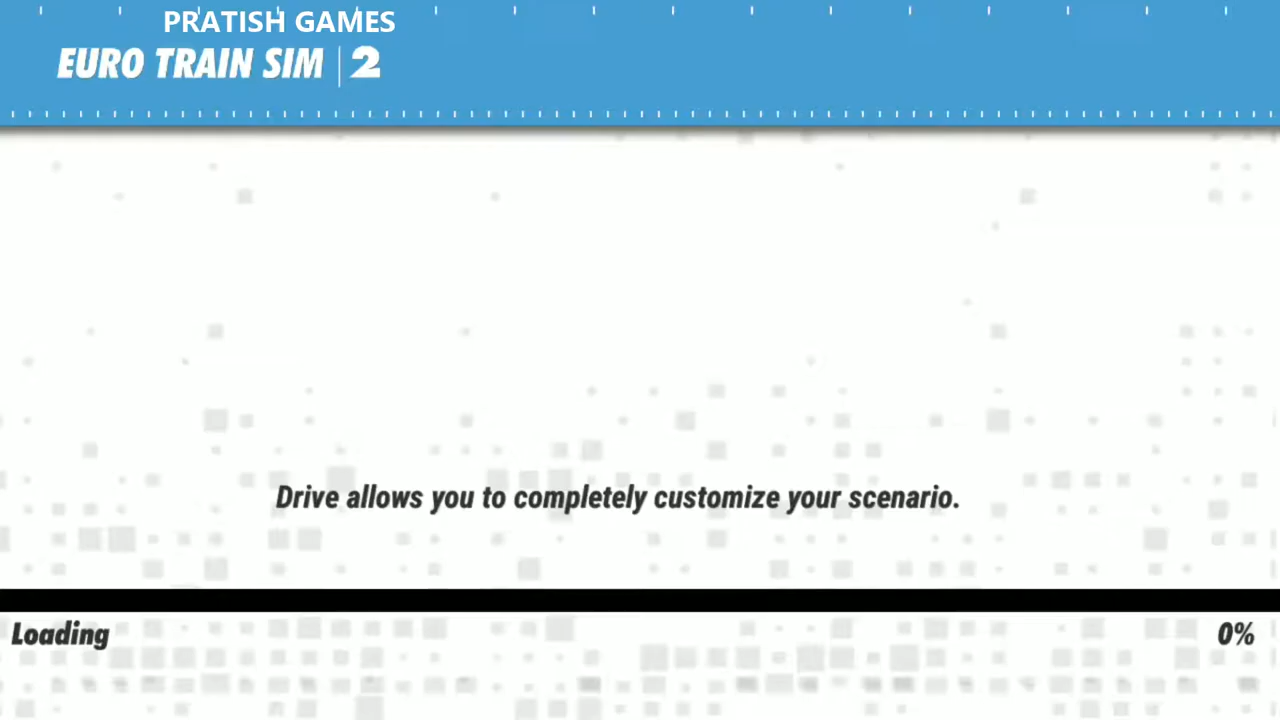 PRATISH GAMES
EURO TRAIN SIM | 2
Drive allows you to completely customize your scenario.
Loading
0%